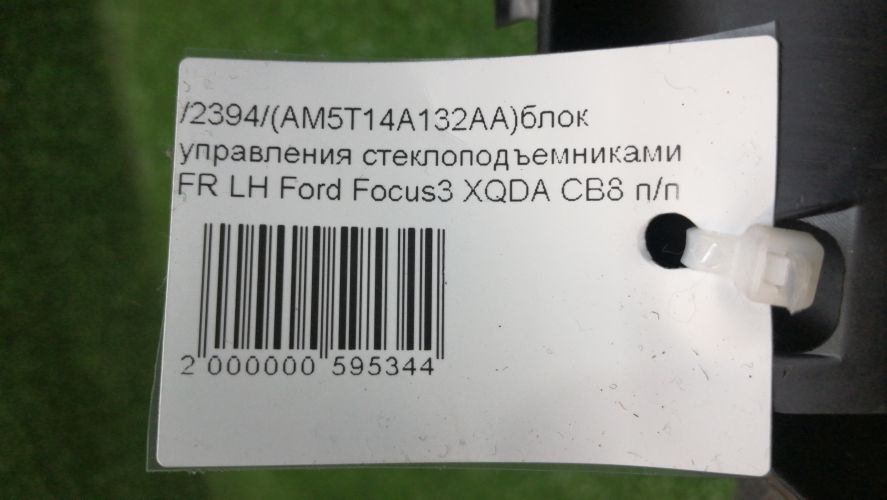 /2394/(AM5T14A132AA)блок
управления стеклоподъемниками
FR LH Ford Focus3 XQDA CB8 п/п
2 000000 595344